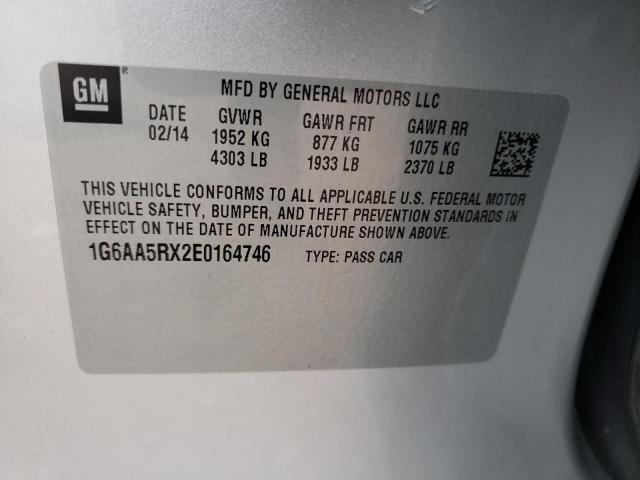 GM ®
MFD BY GENERAL MOTORS LLC
DATE GVWR GAWR FRT GAWR RR
02/14 1952 KG 877 KG 1075 KG
4303 LB 1933 LB 2370 LB
THIS VEHICLE CONFORMS TO ALL APPLICABLE U.S. FEDERAL MOTOR
VEHICLE SAFETY, BUMPER, AND THEFT PREVENTION STANDARDS IN
EFFECT ON THE DATE OF MANUFACTURE SHOWN ABOVE.
1G6AA5RX2E0164746 TYPE: PASS CAR